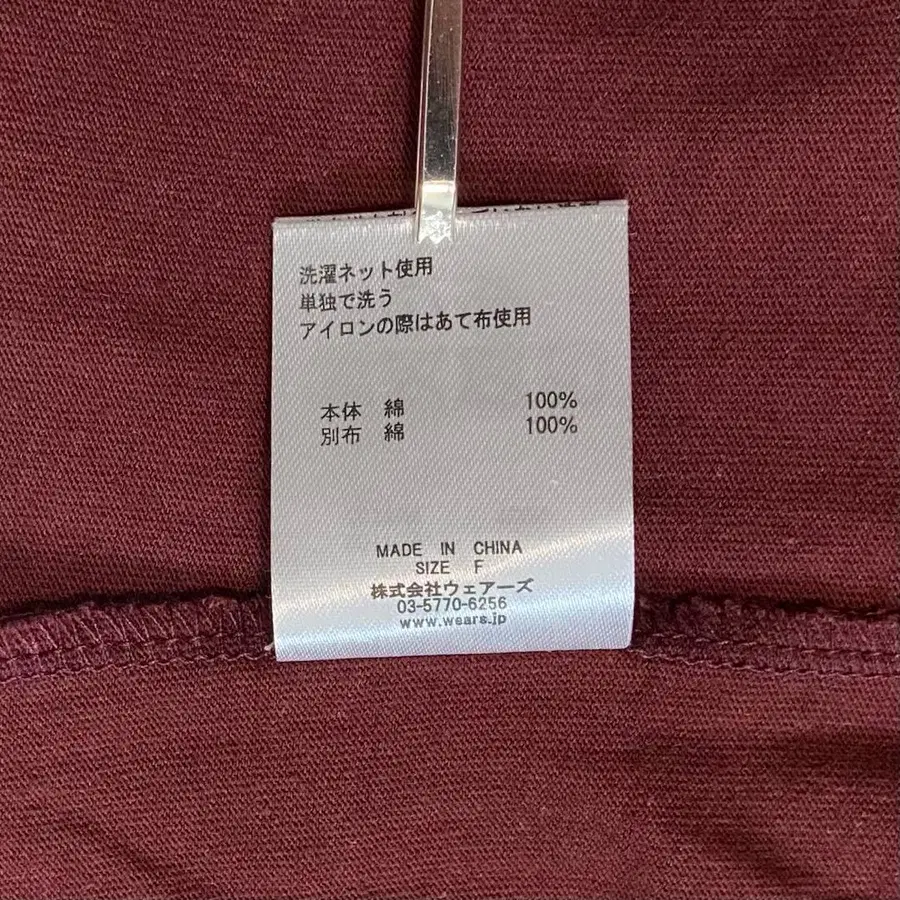 洗濯ネット使用
単独で洗う
アイロンの際はあて布使用
本体 綿 100%
別布 綿 100%
MADE IN CHINA
SIZE F
株式会社ウェアーズ
03-5770-6256
www.wears.jp